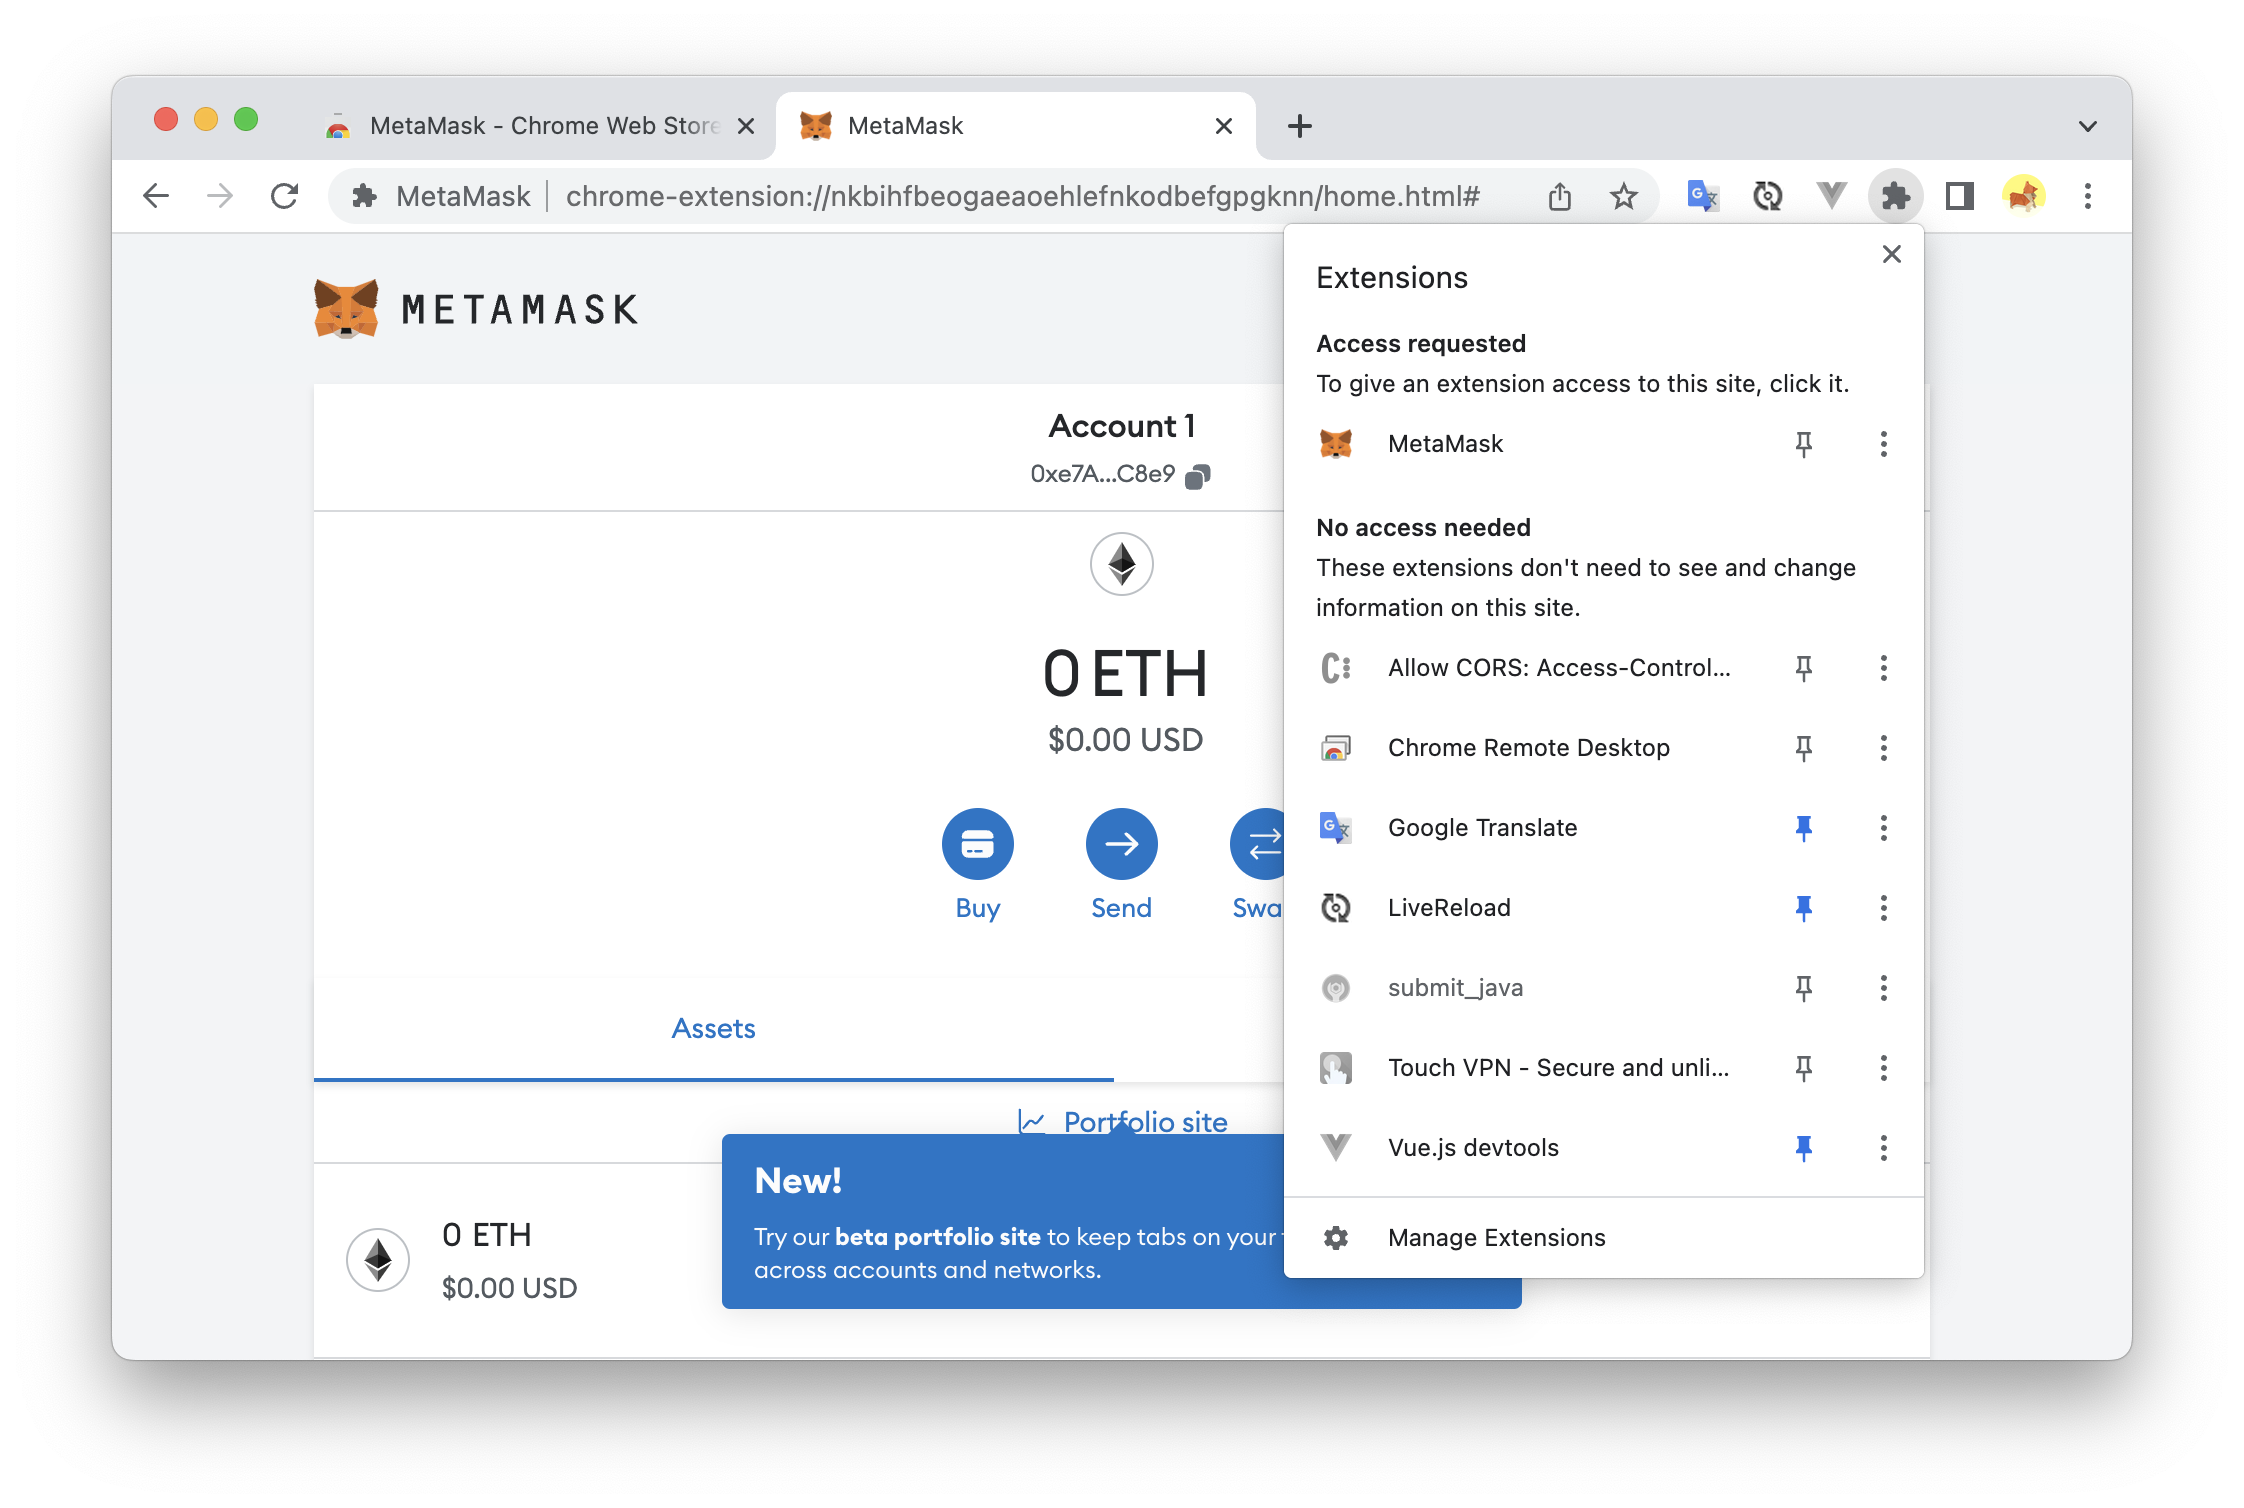 MetaMask - Chrome Web Store
MetaMask
MetaMask
chrome-extension://nkbihfbeogaeaoehlefnkodbefgpgknn/home.html#
METAMASK
Account 1
0xe7A...C8e9
0 ETH
$0.00 USD
Buy
Send
Swa
Assets
Portfolio site
New!
Try our beta portfolio site to keep tabs on your
across accounts and networks.
0 ETH
$0.00 USD
Extensions
Access requested
To give an extension access to this site, click it.
MetaMask
No access needed
These extensions don't need to see and change
information on this site.
Allow CORS: Access-Control...
Chrome Remote Desktop
Google Translate
LiveReload
submit_java
Touch VPN - Secure and unli...
Vue.js devtools
Manage Extensions